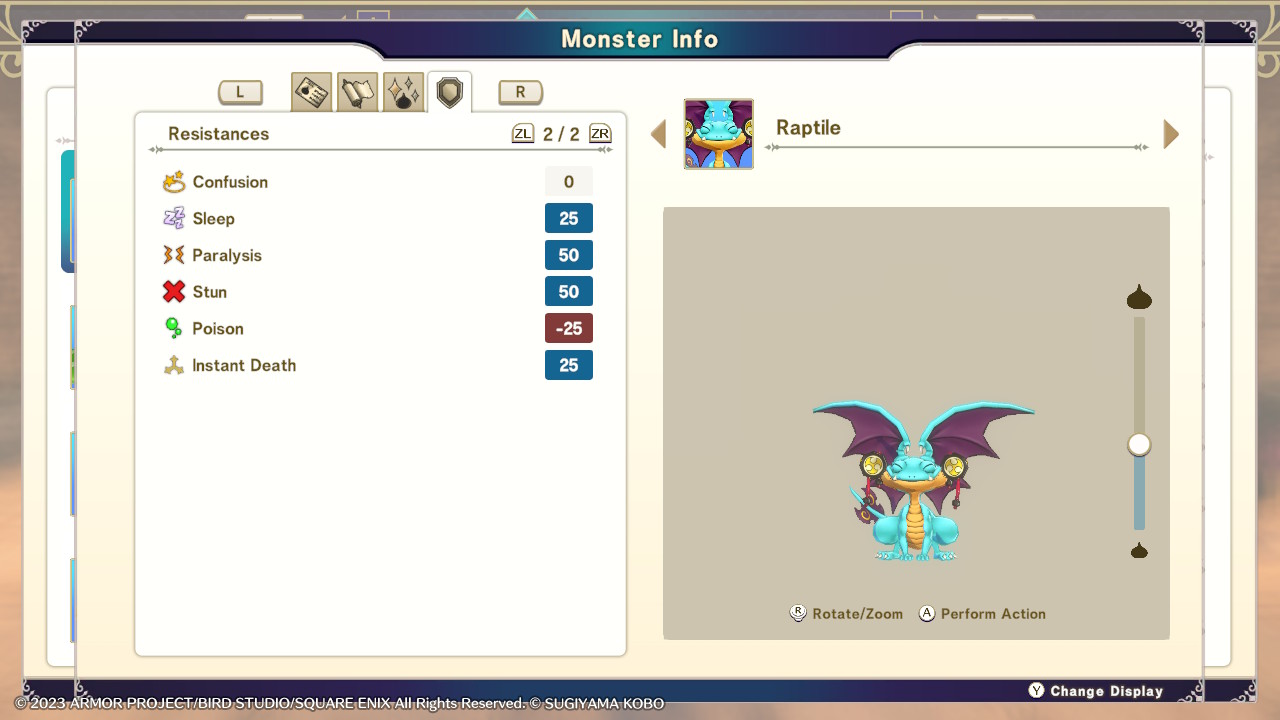 Monster Info
L
R
Resistances
ZL 2 / 2 ZR
Raptile
Confusion 0
Sleep 25
Paralysis 50
Stun 50
Poison -25
Instant Death 25
R Rotate/Zoom A Perform Action
Y Change Display
© 2023 ARMOR PROJECT/BIRD STUDIO/SQUARE ENIX All Rights Reserved. © SUGIYAMA KOBO